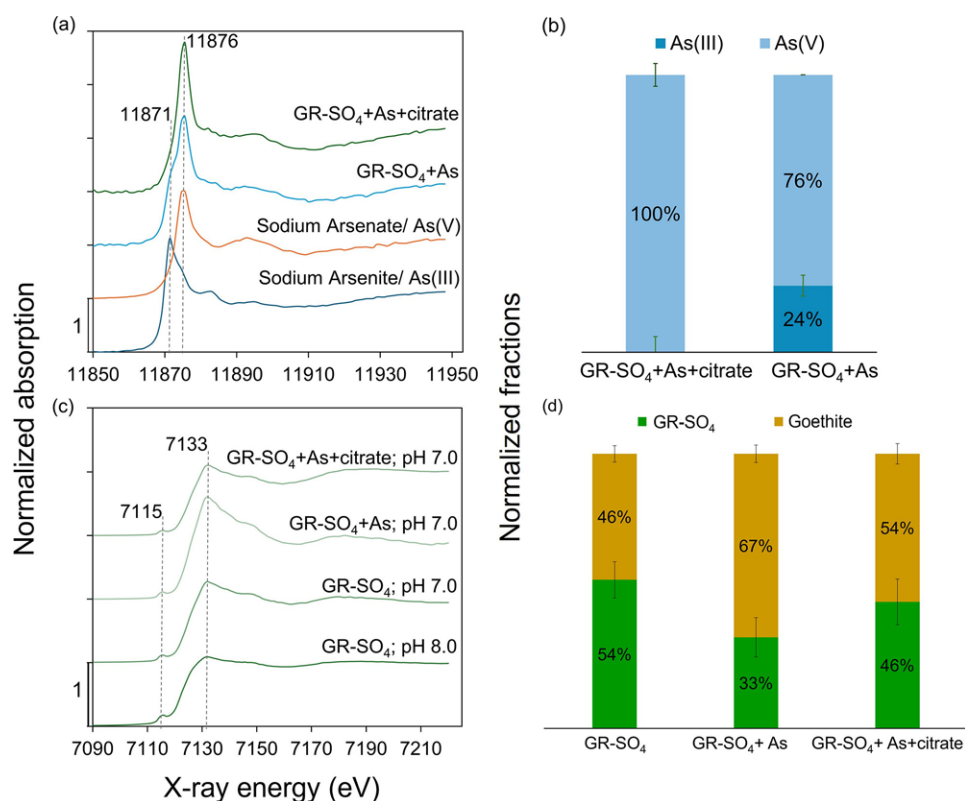 (a)
11876
11871
GR-SO₄+As+citrate
GR-SO₄+As
Sodium Arsenate/ As(V)
Sodium Arsenite/ As(III)
1
11850 11870 11890 11910 11930 11950
(b)
As(III) As(V)
100%
76%
24%
GR-SO₄+As+citrate GR-SO₄+As
Normalized absorption
Normalized fractions
(c)
7133
7115
GR-SO₄+As+citrate; pH 7.0
GR-SO₄+As; pH 7.0
GR-SO₄; pH 7.0
GR-SO₄; pH 8.0
1
7090 7110 7130 7150 7170 7190 7210
X-ray energy (eV)
(d)
GR-SO₄ Goethite
46% 67% 54%
54% 33% 46%
GR-SO₄ GR-SO₄+ As GR-SO₄+ As+citrate